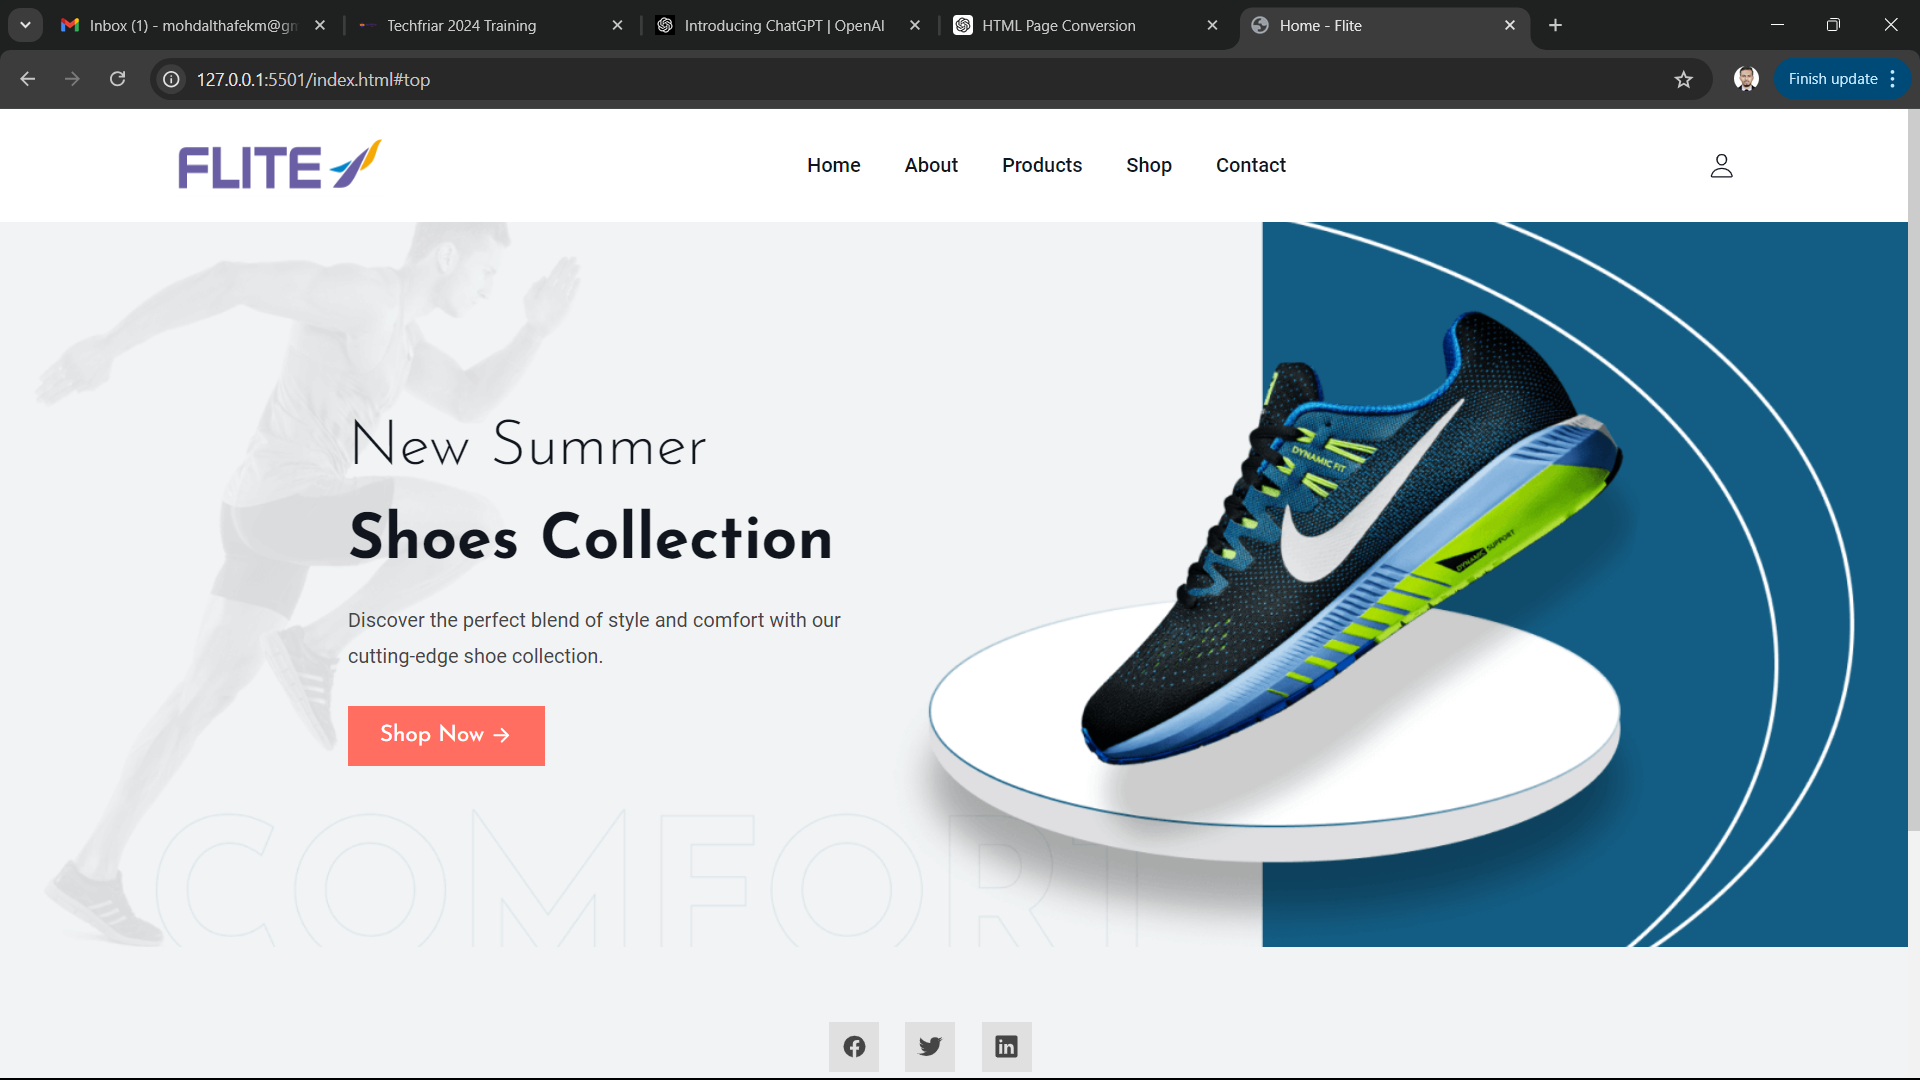 Inbox (1) - mohdalthafekm@gm
Techfriar 2024 Training
Introducing ChatGPT | OpenAI
HTML Page Conversion
Home - Flite
127.0.0.1:5501/index.html#top
Finish update
FLITE
Home
About
Products
Shop
Contact
New Summer
Shoes Collection
Discover the perfect blend of style and comfort with our
cutting-edge shoe collection.
Shop Now →
DYNAMIC FIT
DYNAMIC SUPPORT
COMFORT